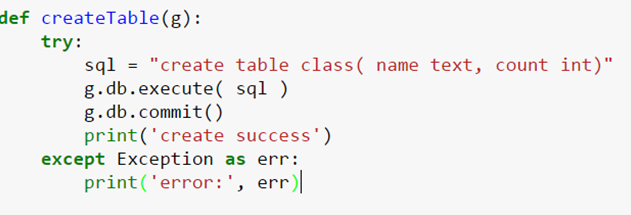 def createTable(g):
    try:
        sql = "create table class( name text, count int)"
        g.db.execute( sql )
        g.db.commit()
        print('create success')
    except Exception as err:
        print('error:', err)